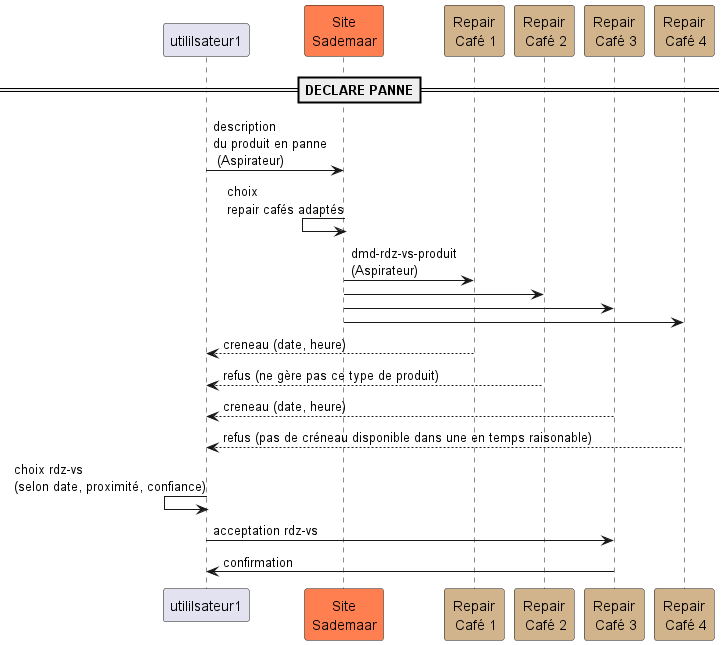 utililsateur1
Site
Sademaar
Repair
Café 1
Repair
Café 2
Repair
Café 3
Repair
Café 4
DECLARE PANNE
description
du produit en panne
(Aspirateur)
choix
repair cafés adaptés
dmd-rdz-vs-produit
(Aspirateur)
creneau (date, heure)
refus (ne gère pas ce type de produit)
creneau (date, heure)
refus (pas de créneau disponible dans une en temps raisonable)
choix rdz-vs
(selon date, proximité, confiance)
acceptation rdz-vs
confirmation
utililsateur1
Site
Sademaar
Repair
Café 1
Repair
Café 2
Repair
Café 3
Repair
Café 4